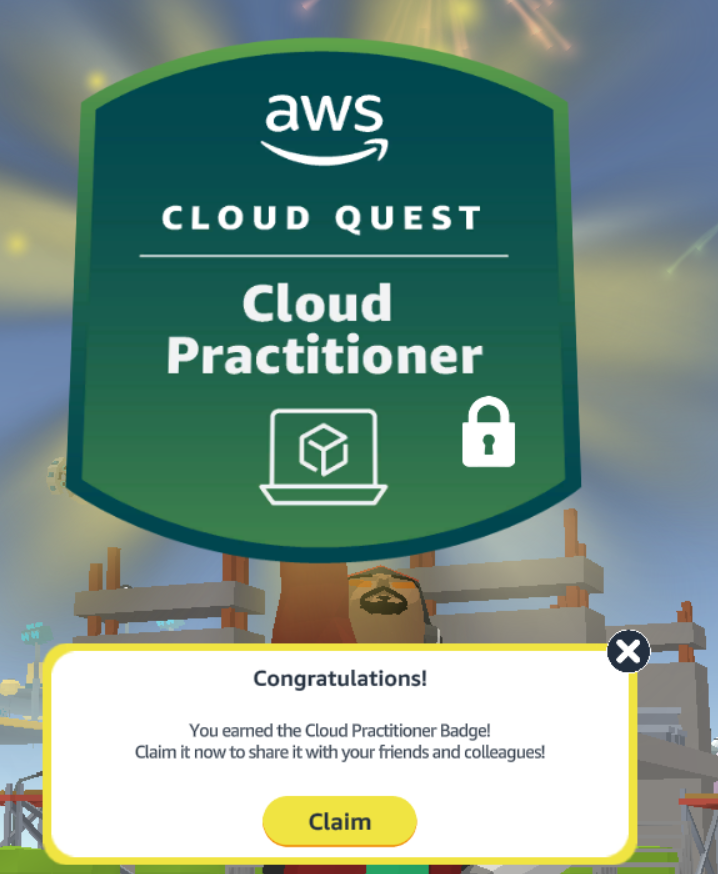 aws
CLOUD QUEST
Cloud
Practitioner
Congratulations!
You earned the Cloud Practitioner Badge!
Claim it now to share it with your friends and colleagues!
Claim